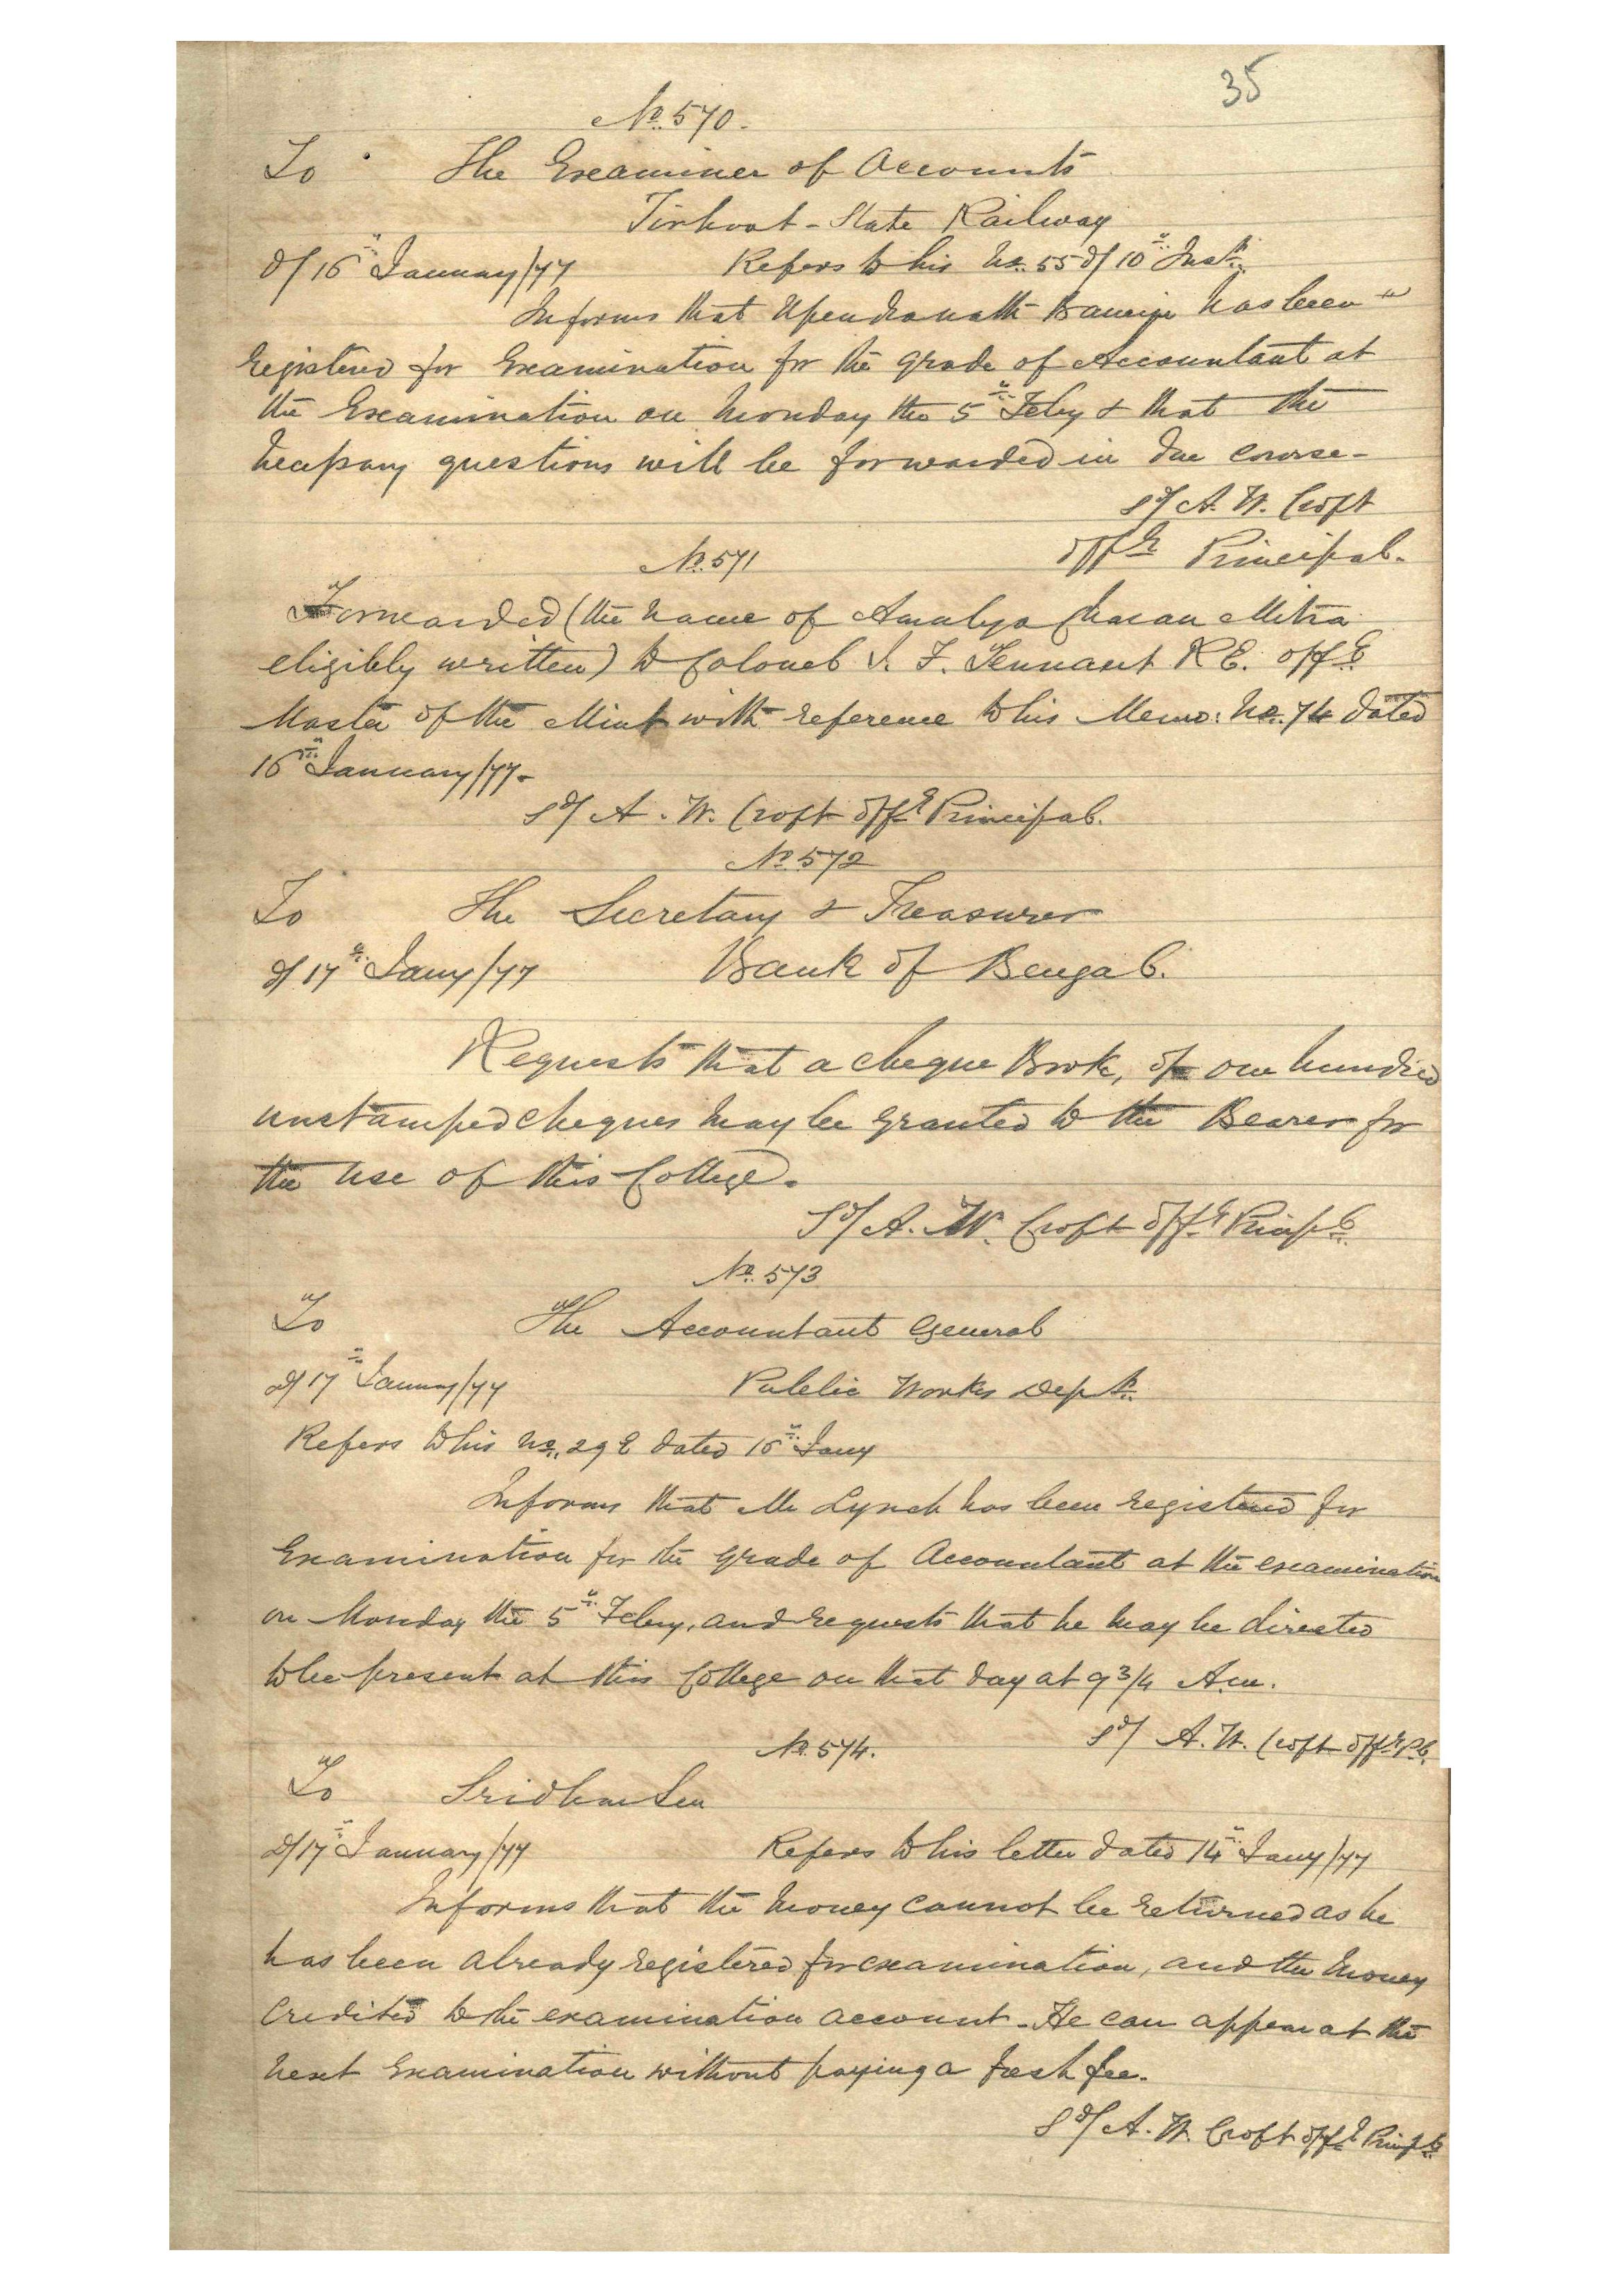 35
No. 570.
To The Examiner of Accounts
Tirhoot - State Railway
d/ 16th January/77 Refers to his No. 55 d/ 10th Inst.
Informs that Upendranath Banerje has been
registered for Examination for the grade of Accountant at
the Examination on Monday the 5th Feby & that the
necessary questions will be forwarded in due course -
Sd/ A. W. Croft
Offg Principal.
No. 571
Forwarded (the name of Amulya Charan Mitra
eligibly written) to Colonel J. F. Tennant R E. Offg
Master of the Mint with reference to his Memo: No. 74 dated
16th January/77 -
Sd/ A. W. Croft Offg Principal.
No. 572
To The Secretary & Treasurer
d/ 17th Jany/77 Bank of Bengal.
Requests that a cheque Book, of one hundred
unstamped cheques may be granted to the Bearer for
the use of this College.
Sd/ A. W. Croft Offg Prinpl.
No. 573
To The Accountant General
d/ 17th January/77 Public Works Dept.
Refers to his No. 29 E dated 15th Jany
Informs that Mr Lynch has been registered for
Examination for the grade of Accountant at the examination
on Monday the 5th Febry, and requests that he may be directed
to be present at this College on that day at 9 3/4 A.m.
Sd/ A. W. Croft Offg Pl.
No. 574.
To Sridhar Sen
d/ 17th January/77 Refers to his letter dated 14th Jany/77
Informs that the money cannot be returned as he
has been already registered for examination, and the money
credited to the examination account - He can appear at the
next Examination without paying a fresh fee.
Sd/ A. W. Croft Offg Prinpl.